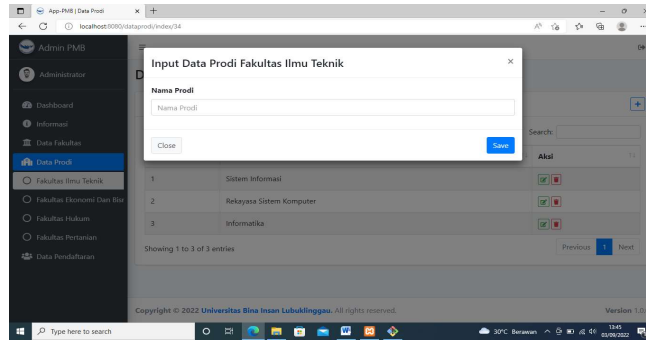 App-PMB | Data Prodi
localhost:8080/dataprodi/index/34
Admin PMB
Administrator
Dashboard
Informasi
Data Fakultas
Data Prodi
Fakultas Ilmu Teknik
Fakultas Ekonomi Dan Bisr
Fakultas Hukum
Fakultas Pertanian
Data Pendaftaran
D
Input Data Prodi Fakultas Ilmu Teknik
×
Nama Prodi
Nama Prodi
Close
Save
+
Search:
Aksi
1 Sistem Informasi
2 Rekayasa Sistem Komputer
3 Informatika
Showing 1 to 3 of 3 entries
Previous 1 Next
Copyright © 2022 Universitas Bina Insan Lubuklinggau. All rights reserved.
Version 1.0
Type here to search
30°C Berawan
13:45
03/09/2022